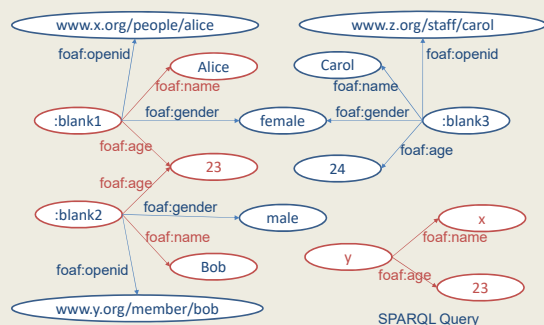 www.x.org/people/alice
www.z.org/staff/carol
foaf:openid
foaf:openid
Alice
Carol
foaf:name
foaf:name
:blank1
foaf:gender
female
foaf:gender
:blank3
foaf:age
foaf:age
23
24
foaf:age
:blank2
foaf:gender
male
x
foaf:name
foaf:name
y
foaf:openid
Bob
foaf:age
23
www.y.org/member/bob
SPARQL Query